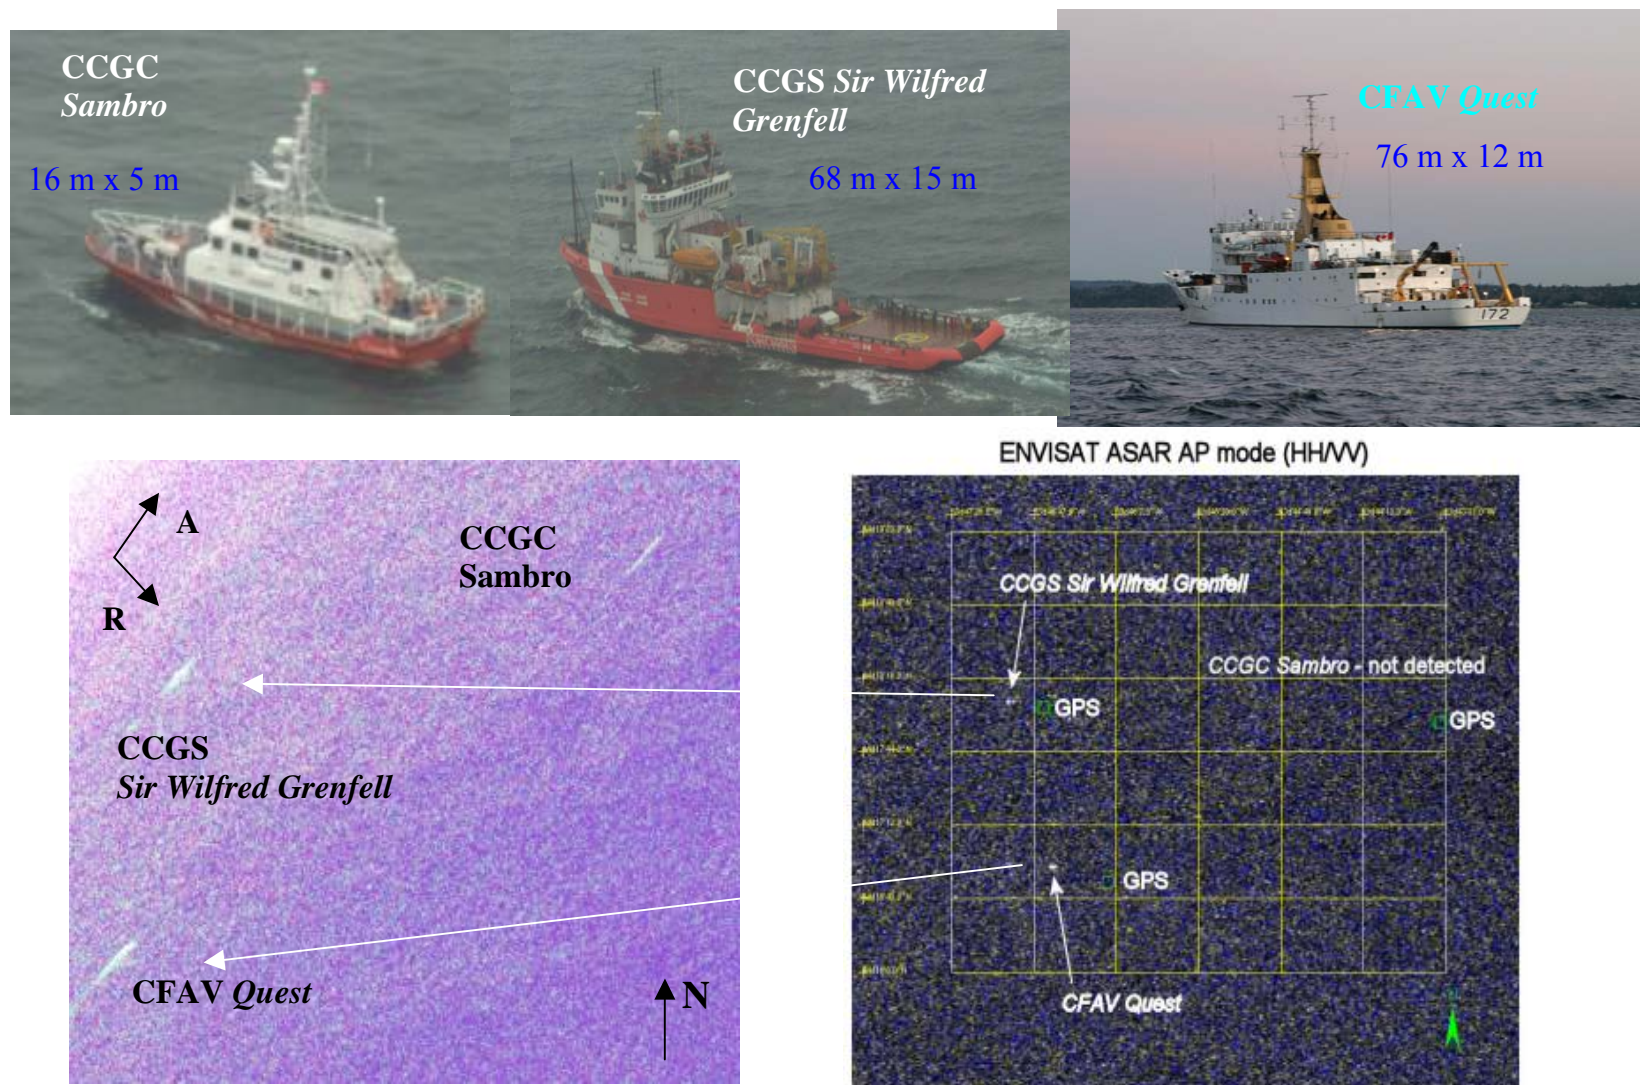 CCGC
Sambro
16 m x 5 m
CCGS Sir Wilfred
Grenfell
68 m x 15 m
CFAV Quest
76 m x 12 m
172
A
R
CCGC
Sambro
CCGS
Sir Wilfred Grenfell
CFAV Quest
N
ENVISAT ASAR AP mode (HH/VV)
CCGS Sir Wilfred Grenfell
CCGC Sambro - not detected
GPS
GPS
GPS
CFAV Quest